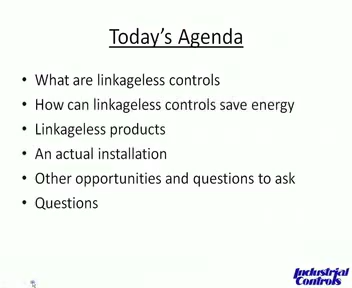 Today's Agenda
• What are linkageless controls
• How can linkageless controls save energy
• Linkageless products
• An actual installation
• Other opportunities and questions to ask
• Questions
Industrial
Controls